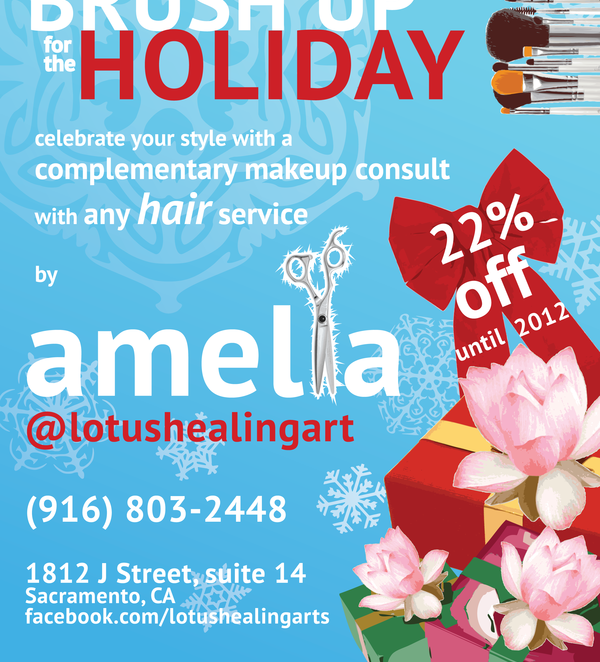 BRUSH UP
for the HOLIDAY
celebrate your style with a
complementary makeup consult
with any hair service
by
amelia
@lotushealingart
(916) 803-2448
1812 J Street, suite 14
Sacramento, CA
facebook.com/lotushealingarts
22%
off
until 2012